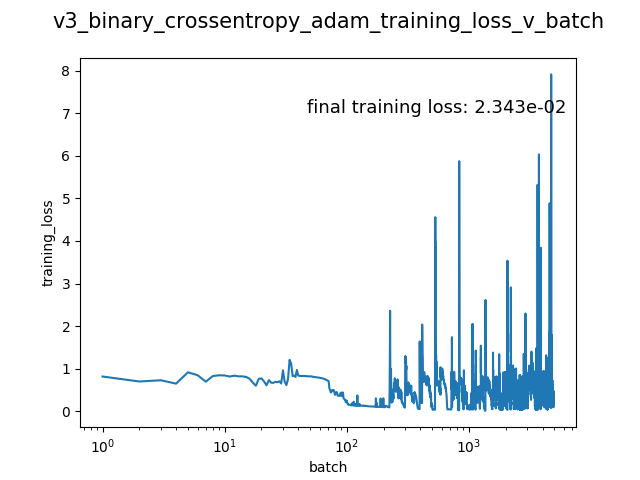 v3_binary_crossentropy_adam_training_loss_v_batch
8
final training loss: 2.343e-02
7
6
5
4
training_loss
3
2
1
0
10⁰ 10¹ 10² 10³
batch